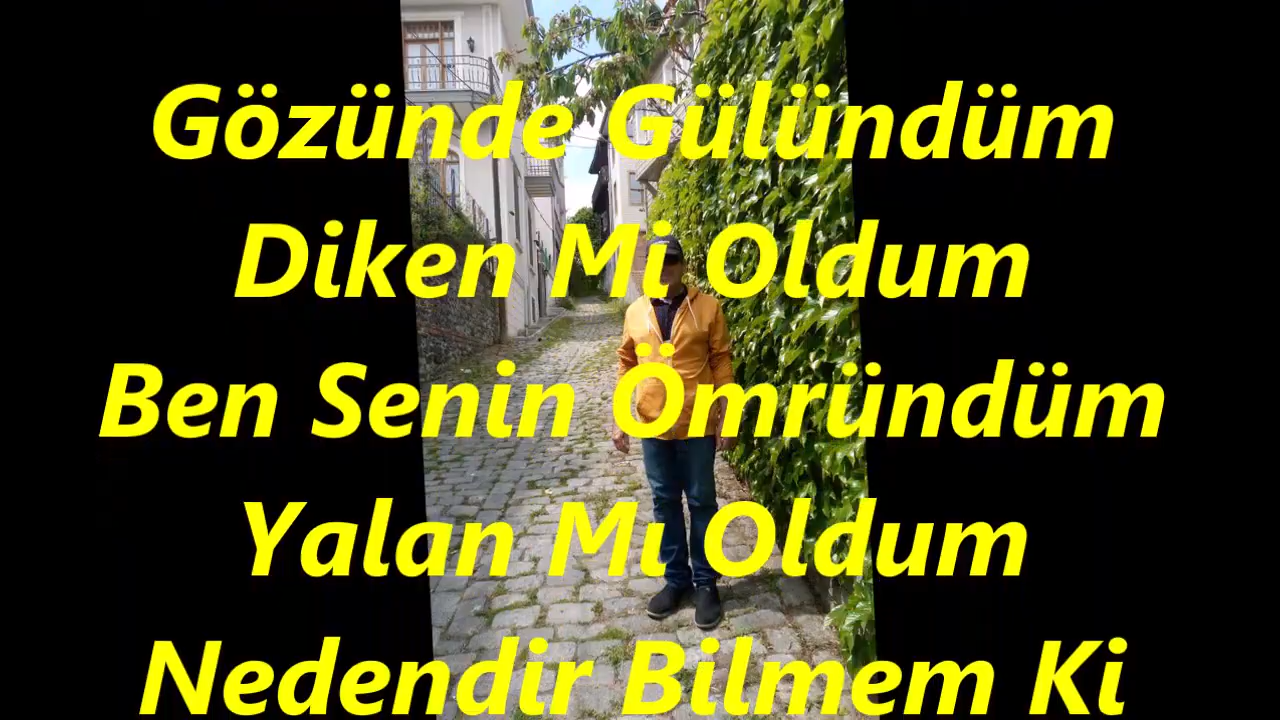 Gözünde Gülündüm
Diken Mi Oldum
Ben Senin Ömründüm
Yalan Mı Oldum
Nedendir Bilmem Ki